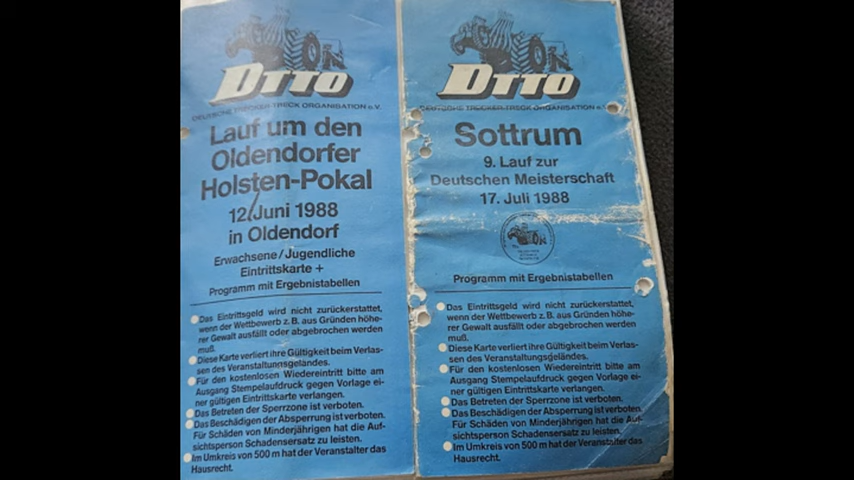 DTTO
DEUTSCHE TRECKER-TRECK ORGANISATION e.V.
Lauf um den
Oldendorfer
Holsten-Pokal
12. Juni 1988
in Oldendorf
Erwachsene/Jugendliche
Eintrittskarte +
Programm mit Ergebnistabellen
Das Eintrittsgeld wird nicht zurückerstattet,
wenn der Wettbewerb z. B. aus Gründen höhe-
rer Gewalt ausfällt oder abgebrochen werden
muß.
Diese Karte verliert ihre Gültigkeit beim Verlas-
sen des Veranstaltungsgeländes.
Für den kostenlosen Wiedereintritt bitte am
Ausgang Stempelaufdruck gegen Vorlage ei-
ner gültigen Eintrittskarte verlangen.
Das Betreten der Sperrzone ist verboten.
Das Beschädigen der Absperrung ist verboten.
Für Schäden von Minderjährigen hat die Auf-
sichtsperson Schadensersatz zu leisten.
Im Umkreis von 500 m hat der Veranstalter das
Hausrecht.
DTTO
DEUTSCHE TRECKER-TRECK ORGANISATION e.V.
Sottrum
9. Lauf zur
Deutschen Meisterschaft
17. Juli 1988
Programm mit Ergebnistabellen
Das Eintrittsgeld wird nicht zurückerstattet,
wenn der Wettbewerb z. B. aus Gründen höhe-
rer Gewalt ausfällt oder abgebrochen werden
muß.
Diese Karte verliert ihre Gültigkeit beim Verlas-
sen des Veranstaltungsgeländes.
Für den kostenlosen Wiedereintritt bitte am
Ausgang Stempelaufdruck gegen Vorlage ei-
ner gültigen Eintrittskarte verlangen.
Das Betreten der Sperrzone ist verboten.
Das Beschädigen der Absperrung ist verboten.
Für Schäden von Minderjährigen hat die Auf-
sichtsperson Schadensersatz zu leisten.
Im Umkreis von 500 m hat der Veranstalter das
Hausrecht.